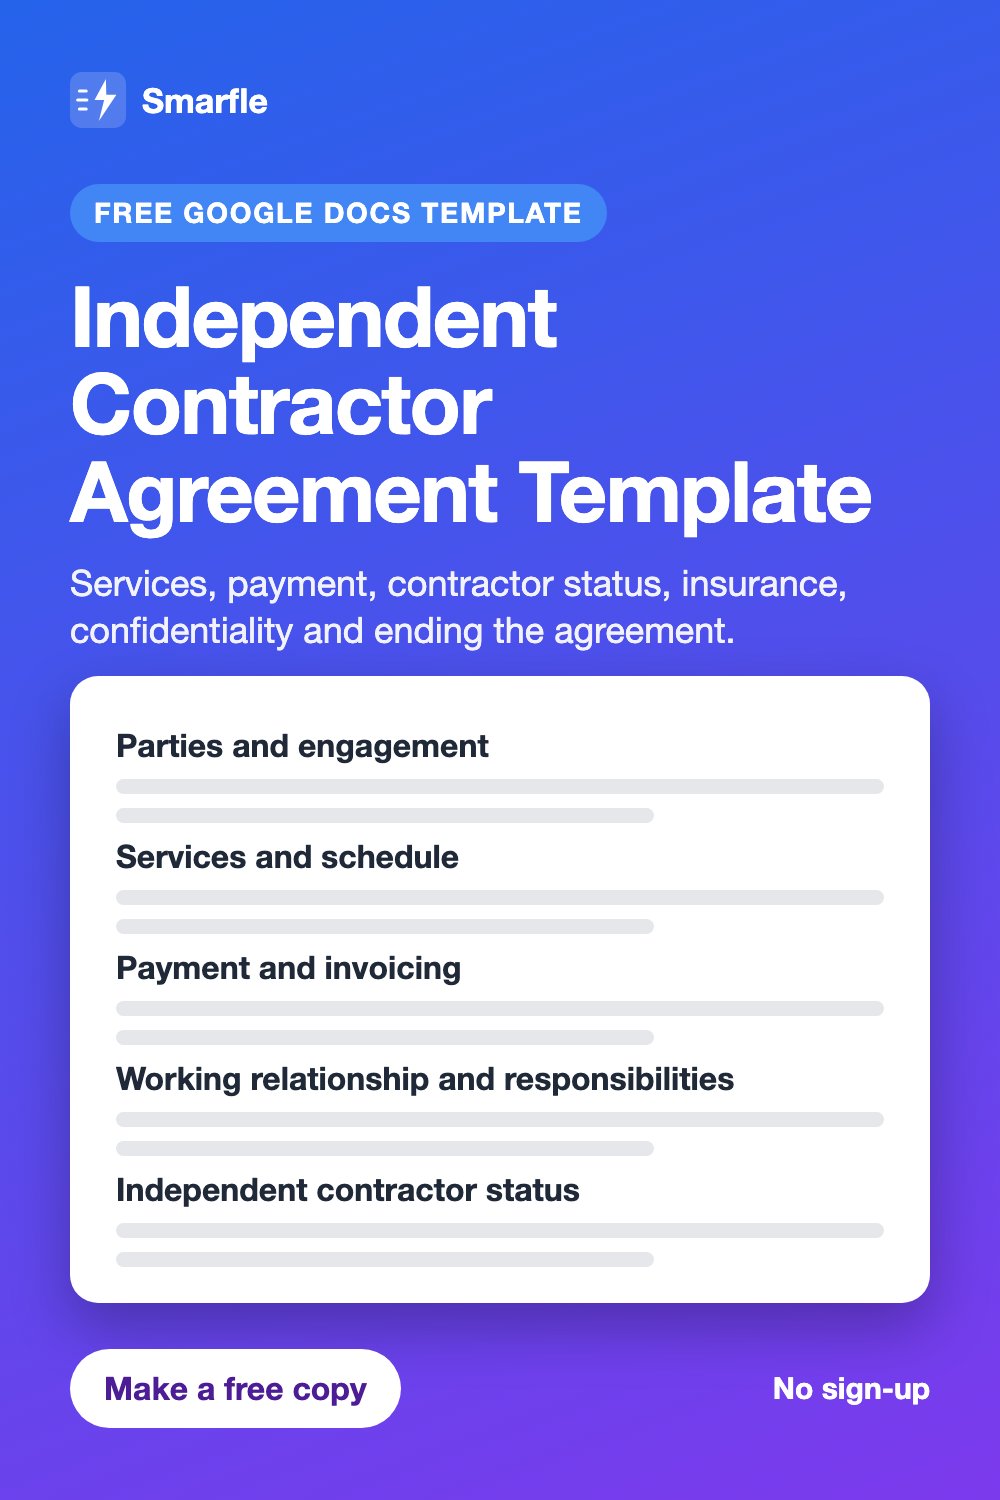 Smarfle
FREE GOOGLE DOCS TEMPLATE
Independent
Contractor
Agreement Template
Services, payment, contractor status, insurance,
confidentiality and ending the agreement.
Parties and engagement
Services and schedule
Payment and invoicing
Working relationship and responsibilities
Independent contractor status
Make a free copy
No sign-up